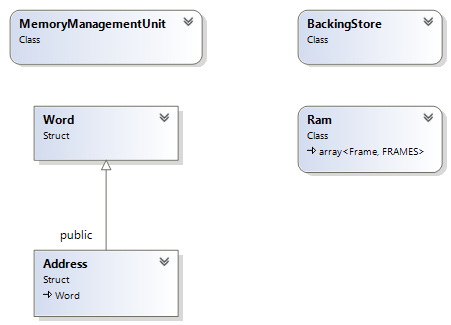 MemoryManagementUnit
Class
BackingStore
Class
Word
Struct
Ram
Class
array<Frame, FRAMES>
public
Address
Struct
Word